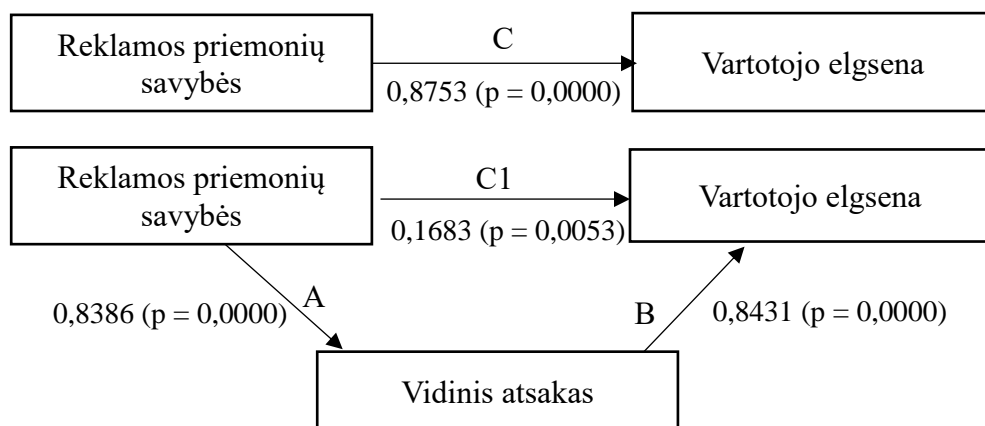 Reklamos priemonių
savybės
C
0,8753 (p = 0,0000)
Vartotojo elgsena
Reklamos priemonių
savybės
C1
0,1683 (p = 0,0053)
Vartotojo elgsena
0,8386 (p = 0,0000)
A
B
0,8431 (p = 0,0000)
Vidinis atsakas